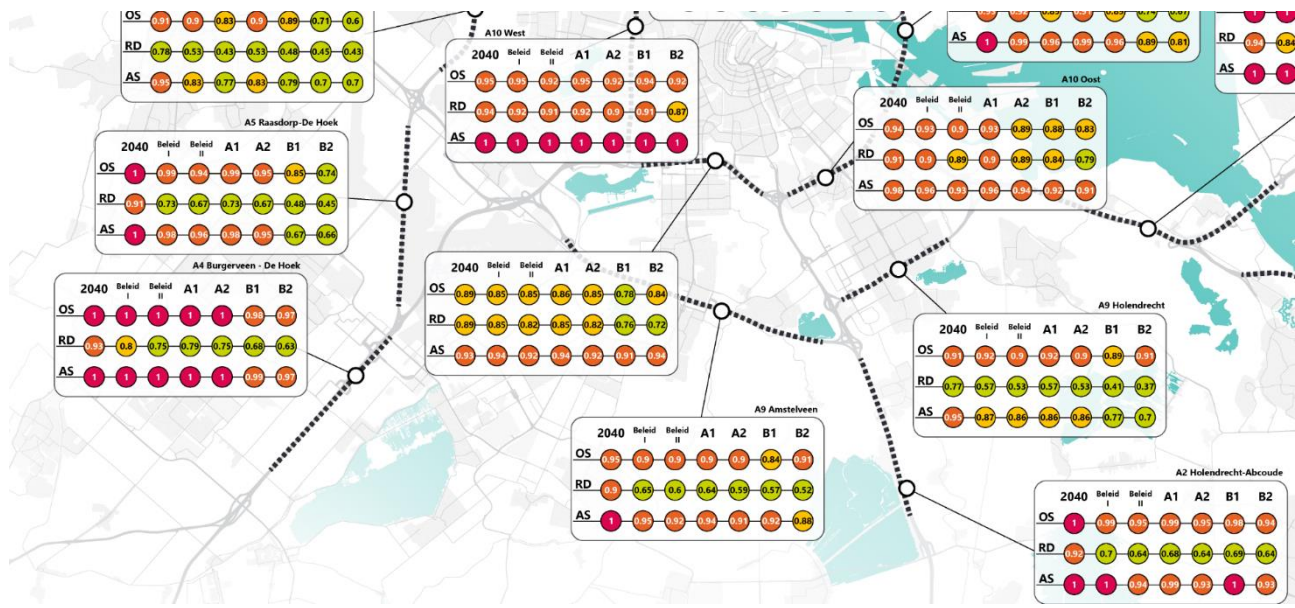 OS 0.91 0.9 0.83 0.9 0.89 0.71 0.6
RD 0.78 0.53 0.43 0.53 0.48 0.45 0.43
AS 0.95 0.83 0.77 0.83 0.79 0.7 0.7
A10 West
2040 Beleid I Beleid II A1 A2 B1 B2
OS 0.95 0.95 0.92 0.95 0.92 0.94 0.92
RD 0.94 0.92 0.91 0.92 0.9 0.91 0.87
AS 1 1 1 1 1 1 1
AS 1 0.99 0.96 0.99 0.96 0.89 0.81
RD 0.94 0.84
AS 1 1
A10 Oost
2040 Beleid I Beleid II A1 A2 B1 B2
OS 0.94 0.93 0.9 0.93 0.89 0.88 0.83
RD 0.91 0.9 0.89 0.9 0.89 0.84 0.79
AS 0.98 0.96 0.93 0.96 0.94 0.92 0.91
A5 Raasdorp-De Hoek
2040 Beleid I Beleid II A1 A2 B1 B2
OS 1 0.99 0.94 0.99 0.95 0.85 0.74
RD 0.91 0.73 0.67 0.73 0.67 0.48 0.45
AS 1 0.98 0.96 0.98 0.95 0.67 0.66
A4 Burgerveen - De Hoek
2040 Beleid I Beleid II A1 A2 B1 B2
OS 1 1 1 1 1 0.98 0.97
RD 0.93 0.8 0.75 0.79 0.75 0.68 0.63
AS 1 1 1 1 1 0.99 0.97
2040 Beleid I Beleid II A1 A2 B1 B2
OS 0.89 0.85 0.85 0.86 0.85 0.78 0.84
RD 0.89 0.85 0.82 0.85 0.82 0.76 0.72
AS 0.93 0.94 0.92 0.94 0.92 0.91 0.94
A9 Holendrecht
2040 Beleid I Beleid II A1 A2 B1 B2
OS 0.91 0.92 0.9 0.92 0.9 0.89 0.91
RD 0.77 0.57 0.53 0.57 0.53 0.41 0.37
AS 0.95 0.87 0.86 0.86 0.86 0.77 0.7
A9 Amstelveen
2040 Beleid I Beleid II A1 A2 B1 B2
OS 0.95 0.9 0.9 0.9 0.9 0.84 0.91
RD 0.9 0.65 0.6 0.64 0.59 0.57 0.52
AS 1 0.95 0.92 0.94 0.91 0.92 0.88
A2 Holendrecht-Abcoude
2040 Beleid I Beleid II A1 A2 B1 B2
OS 1 0.99 0.95 0.99 0.95 0.98 0.94
RD 0.92 0.7 0.64 0.68 0.64 0.69 0.64
AS 1 1 0.94 0.99 0.93 1 0.93